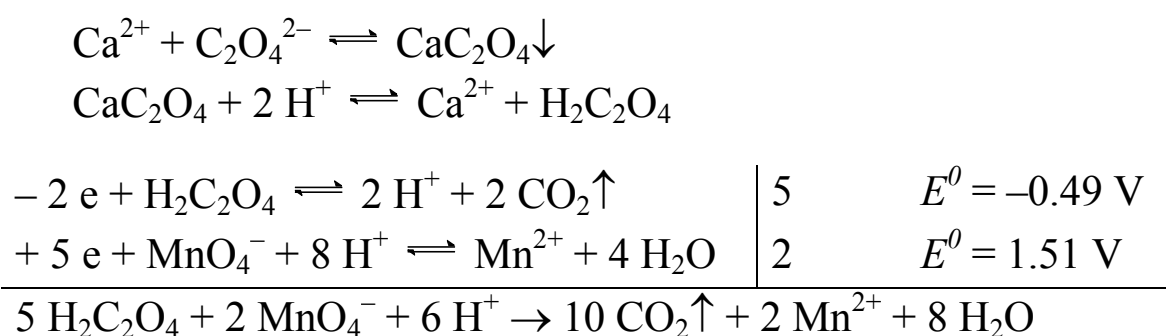 Ca²⁺ + C₂O₄²⁻ ⇌ CaC₂O₄↓
CaC₂O₄ + 2 H⁺ ⇌ Ca²⁺ + H₂C₂O₄
– 2 e + H₂C₂O₄ ⇌ 2 H⁺ + 2 CO₂↑ | 5 E⁰ = –0.49 V
+ 5 e + MnO₄⁻ + 8 H⁺ ⇌ Mn²⁺ + 4 H₂O | 2 E⁰ = 1.51 V
5 H₂C₂O₄ + 2 MnO₄⁻ + 6 H⁺ → 10 CO₂↑ + 2 Mn²⁺ + 8 H₂O